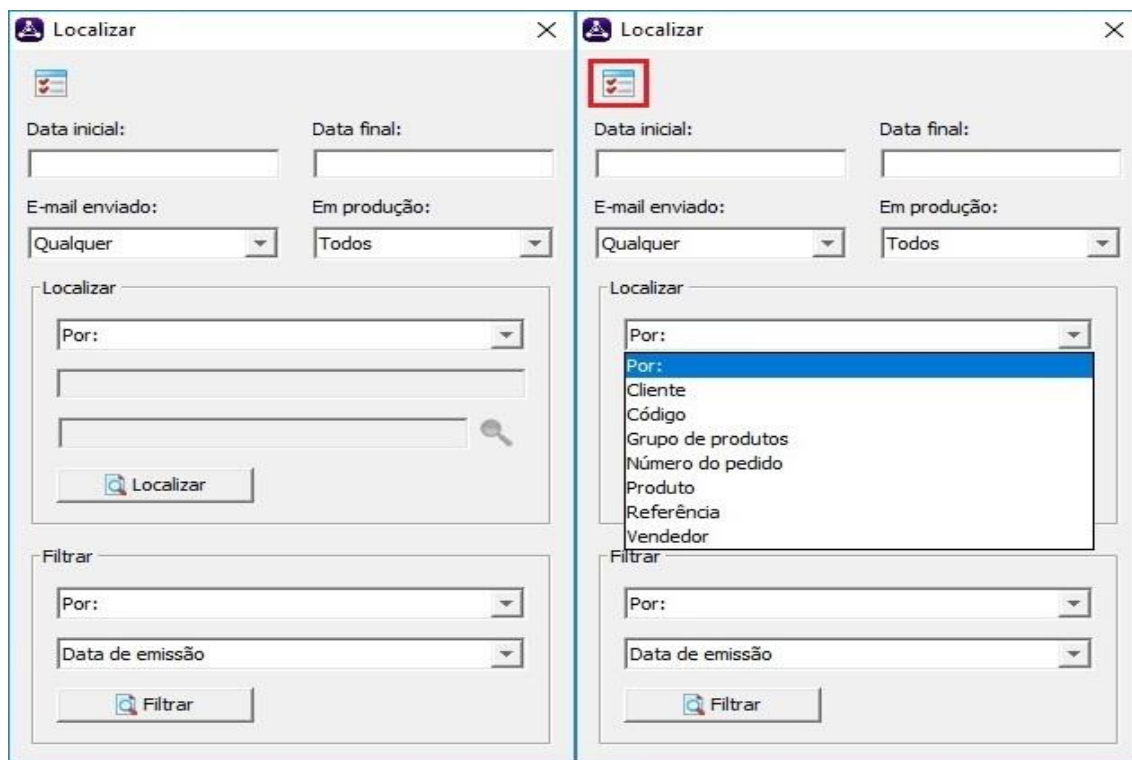 Localizar
Data inicial: Data final:
E-mail enviado: Em produção:
Qualquer Todos
Localizar
Por:
Localizar
Filtrar
Por:
Data de emissão
Filtrar
Localizar
Data inicial: Data final:
E-mail enviado: Em produção:
Qualquer Todos
Localizar
Por:
Por:
Cliente
Código
Grupo de produtos
Número do pedido
Produto
Referência
Vendedor
Filtrar
Por:
Data de emissão
Filtrar